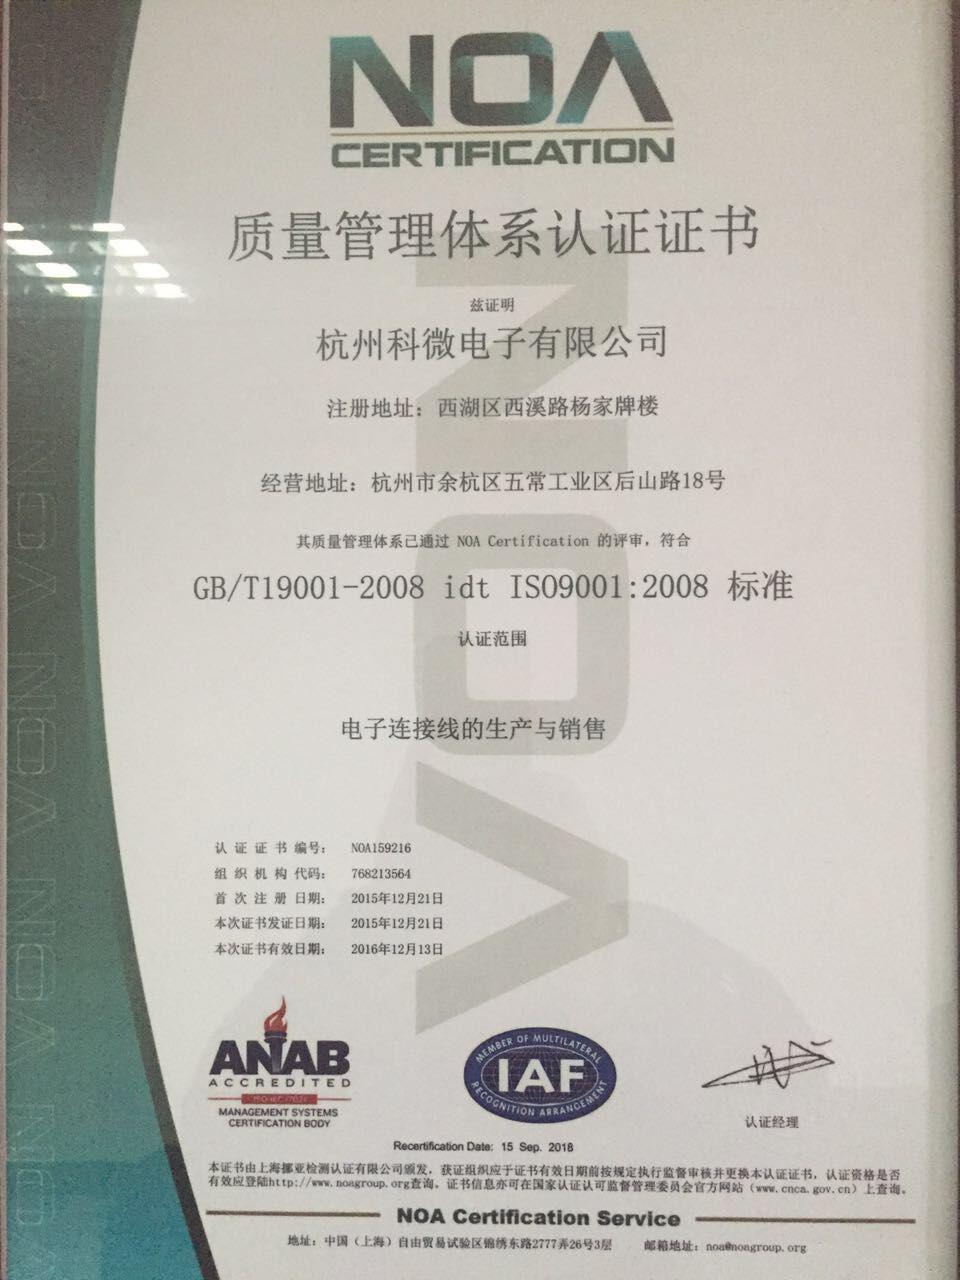 NOA
CERTIFICATION
质量管理体系认证证书
兹证明
杭州科微电子有限公司
注册地址：西湖区西溪路杨家牌楼
经营地址：杭州市余杭区五常工业区后山路18号
其质量管理体系已通过 NOA Certification 的评审，符合
GB/T19001-2008 idt ISO9001:2008 标准
认证范围
电子连接线的生产与销售
认证证书编号： NOA159216
组织机构代码： 768213564
首次注册日期： 2015年12月21日
本次证书发证日期： 2015年12月21日
本次证书有效日期： 2016年12月13日
ANAB
ACCREDITED
MANAGEMENT SYSTEMS
CERTIFICATION BODY
MEMBER OF MULTILATERAL
IAF
RECOGNITION ARRANGEMENT
认证经理
Recertification Date: 15 Sep. 2018
本证书由上海挪亚检测认证有限公司颁发，获证组织应于证书有效日期前按规定执行监督审核并更换本认证证书，认证资格是否
有效应登陆http://www.noagroup.org查询。证书信息亦可在国家认证认可监督管理委员会官方网站（www.cnca.gov.cn）上查询。
NOA Certification Service
地址：中国（上海）自由贸易试验区锦绣东路2777弄26号3层 邮箱地址：noa@noagroup.org